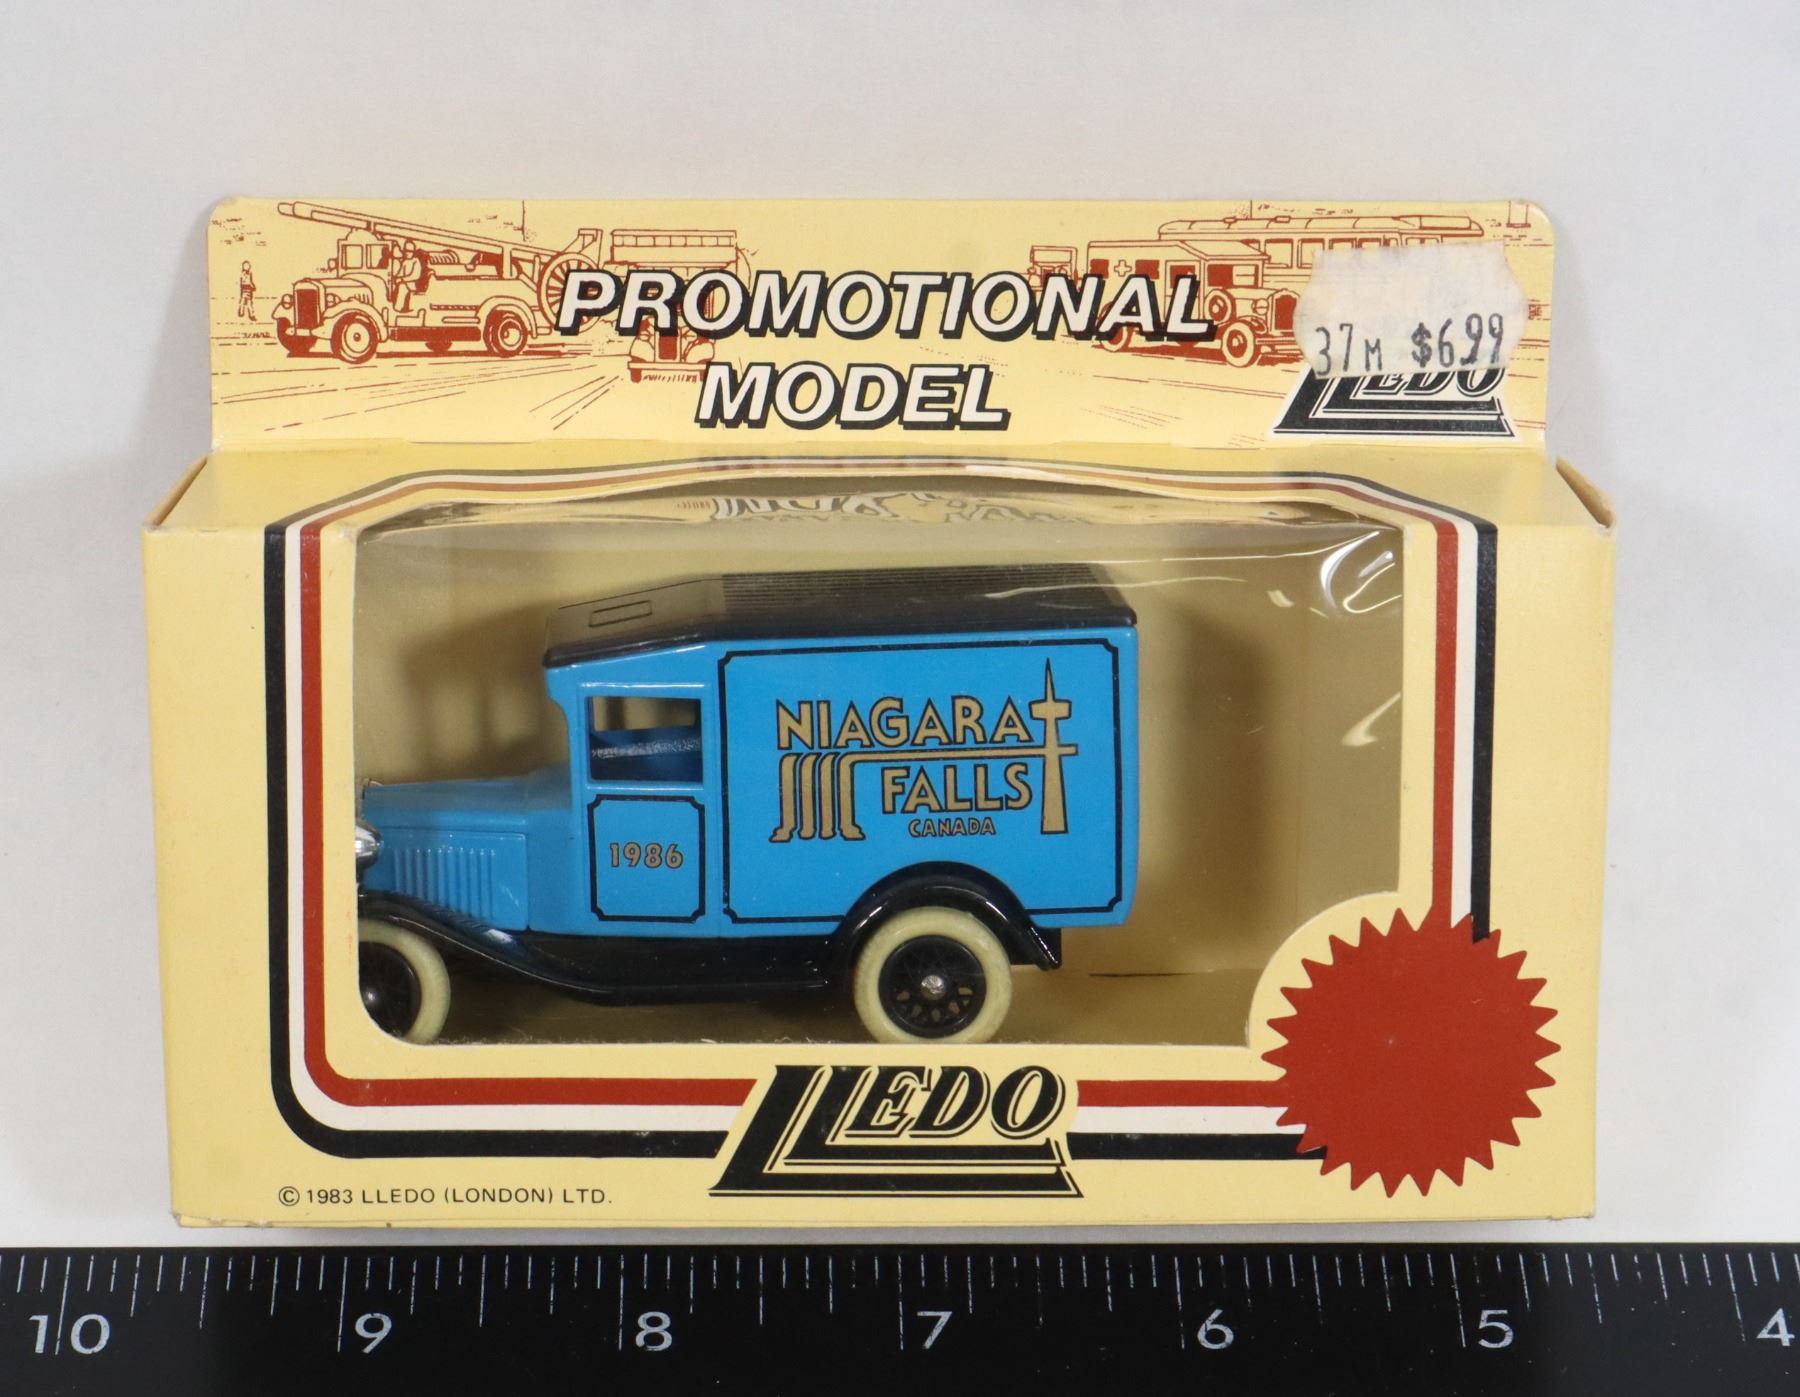 PROMOTIONAL
MODEL
37M $6.99
LLEDO
NIAGARA
FALLS
CANADA
1986
LLEDO
© 1983 LLEDO (LONDON) LTD.
10 9 8 7 6 5 4